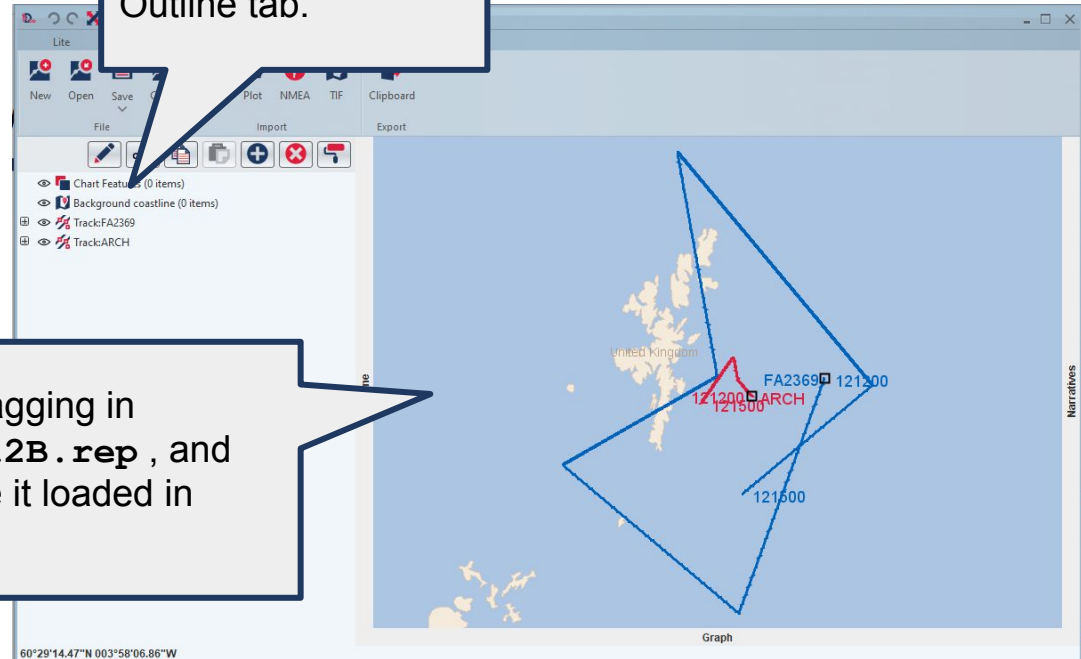 Outline tab.
Lite
New Open Save
Plot NMEA TIF Clipboard
File Import Export
Chart Features (0 items)
Background coastline (0 items)
Track:FA2369
Track:ARCH
United Kingdom
FA2369 121200
121200 ARCH
121500
121500
agging in
2B.rep , and
it loaded in
Narratives
Graph
60°29'14.47"N 003°58'06.86"W